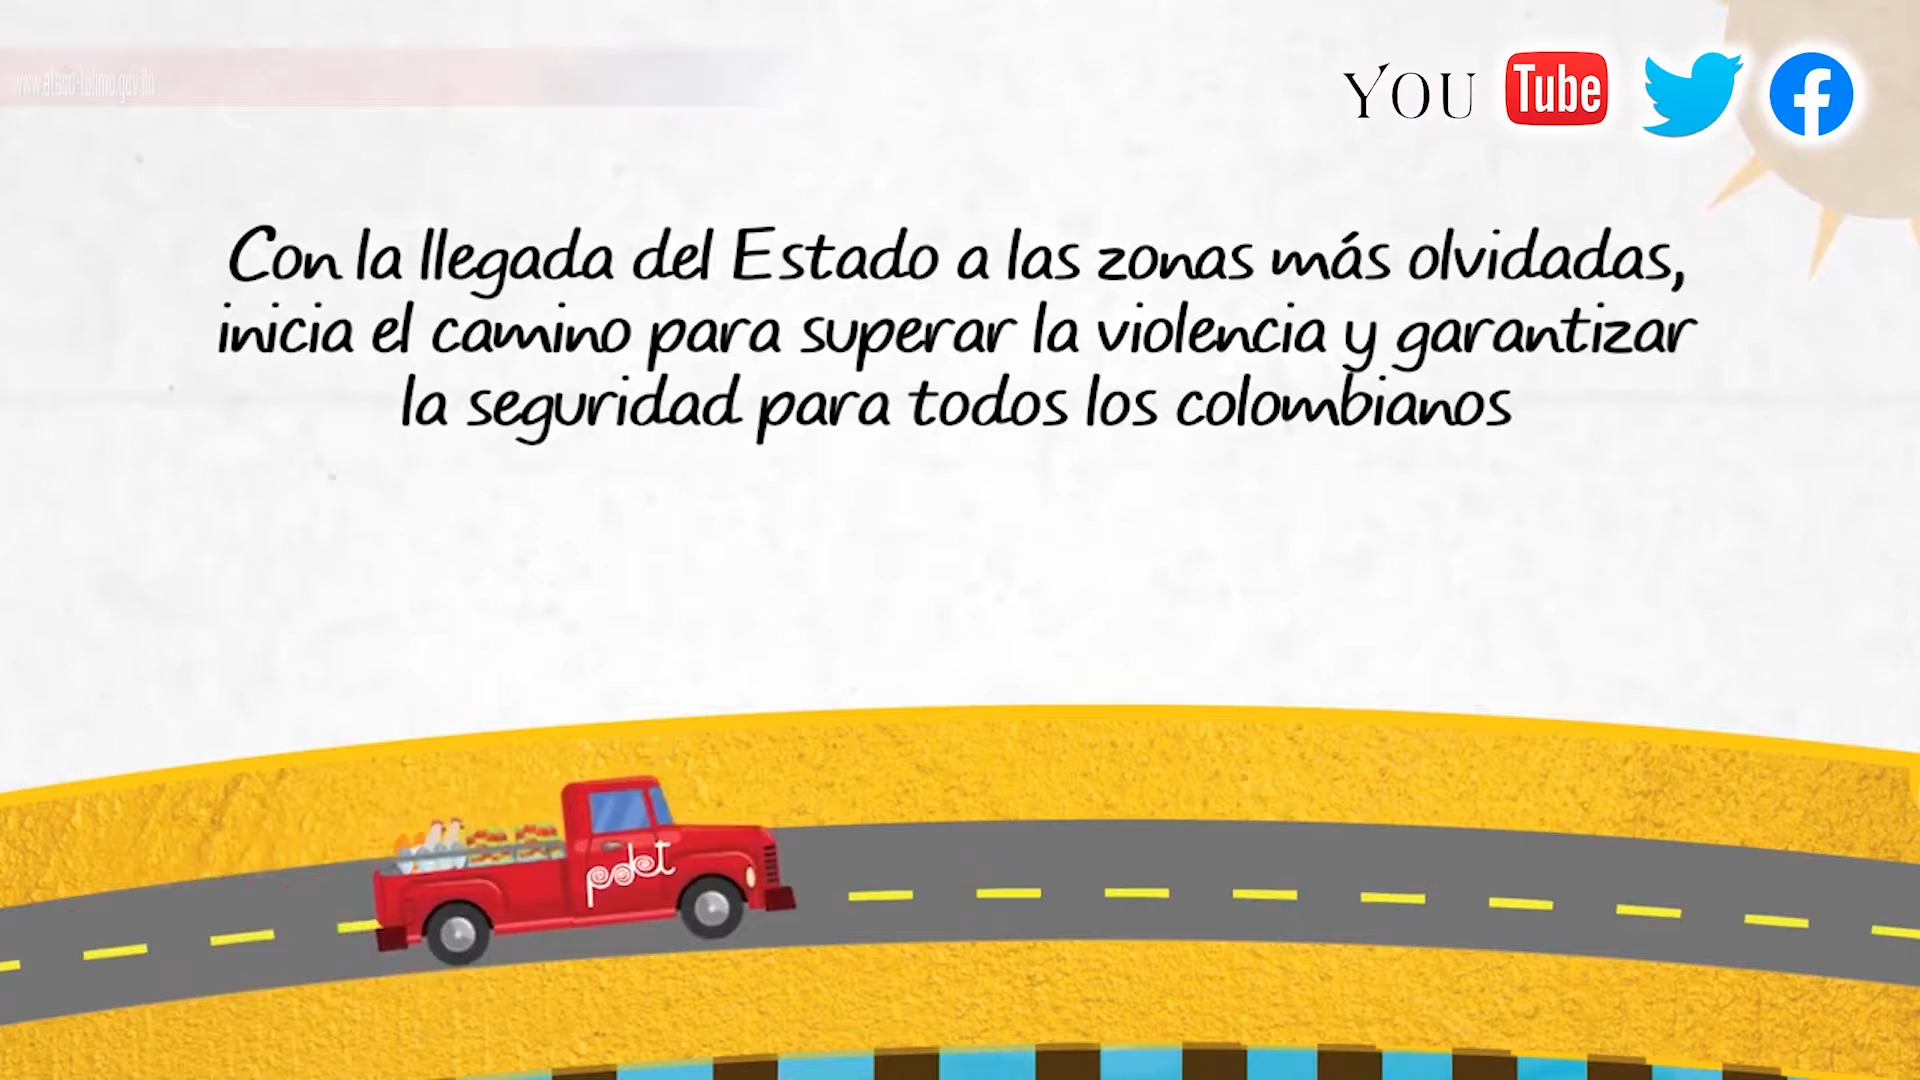 YOU Tube
Con la llegada del Estado a las zonas más olvidadas,
inicia el camino para superar la violencia y garantizar
la seguridad para todos los colombianos
pdet